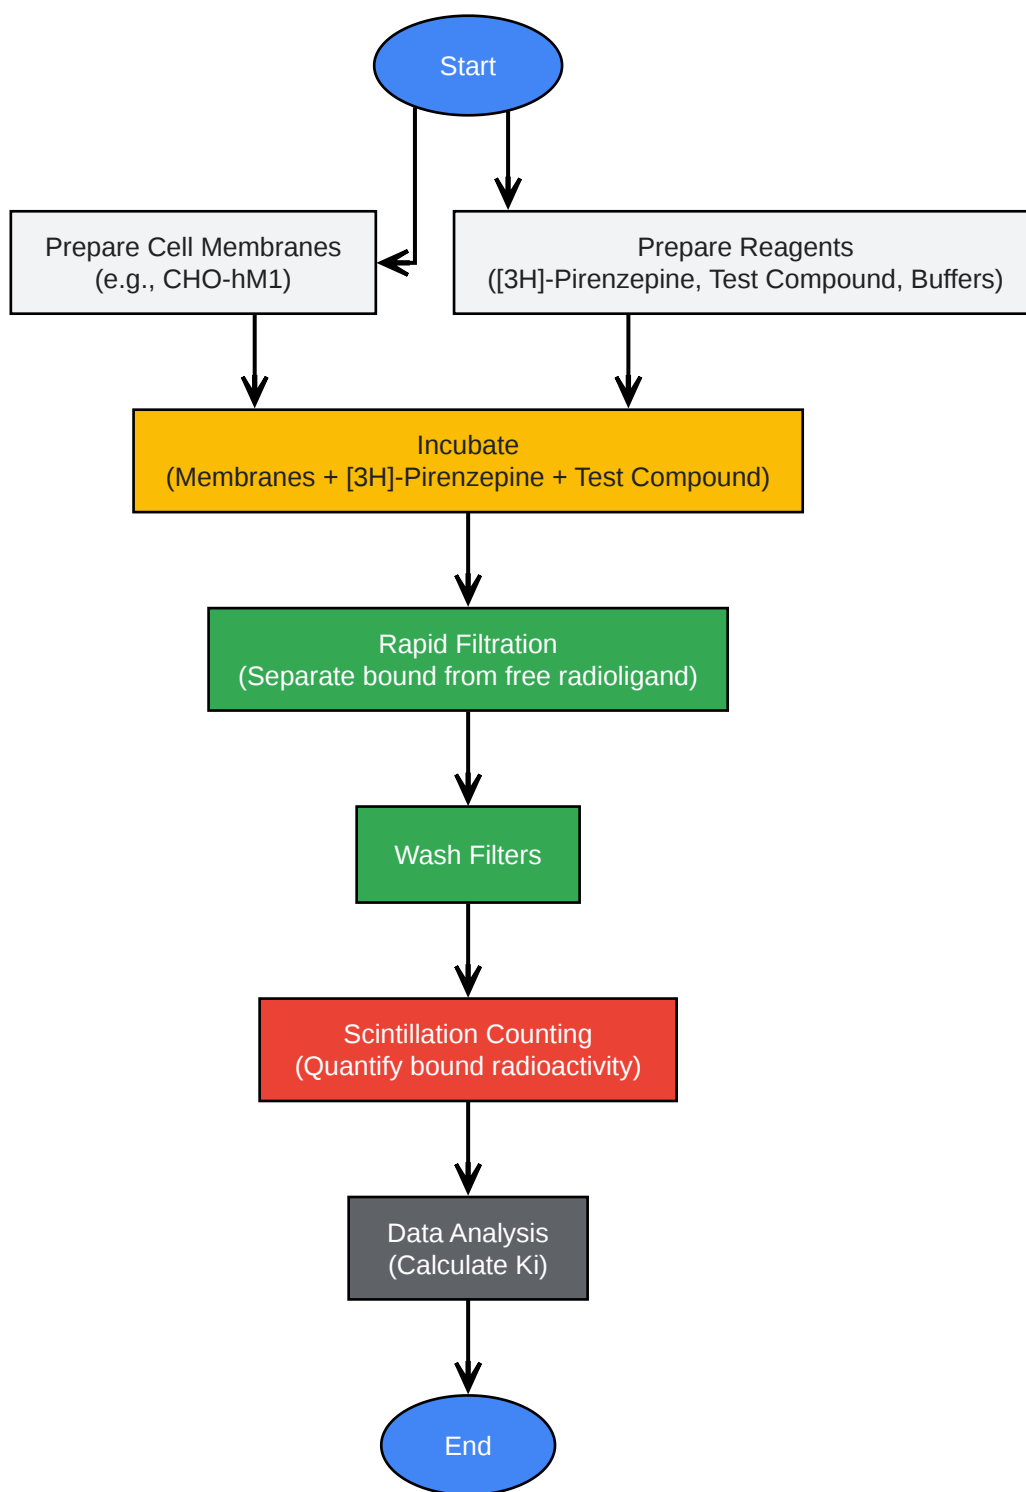 Start
Prepare Cell Membranes
(e.g., CHO-hM1)
Prepare Reagents
([3H]-Pirenzepine, Test Compound, Buffers)
Incubate
(Membranes + [3H]-Pirenzepine + Test Compound)
Rapid Filtration
(Separate bound from free radioligand)
Wash Filters
Scintillation Counting
(Quantify bound radioactivity)
Data Analysis
(Calculate Ki)
End